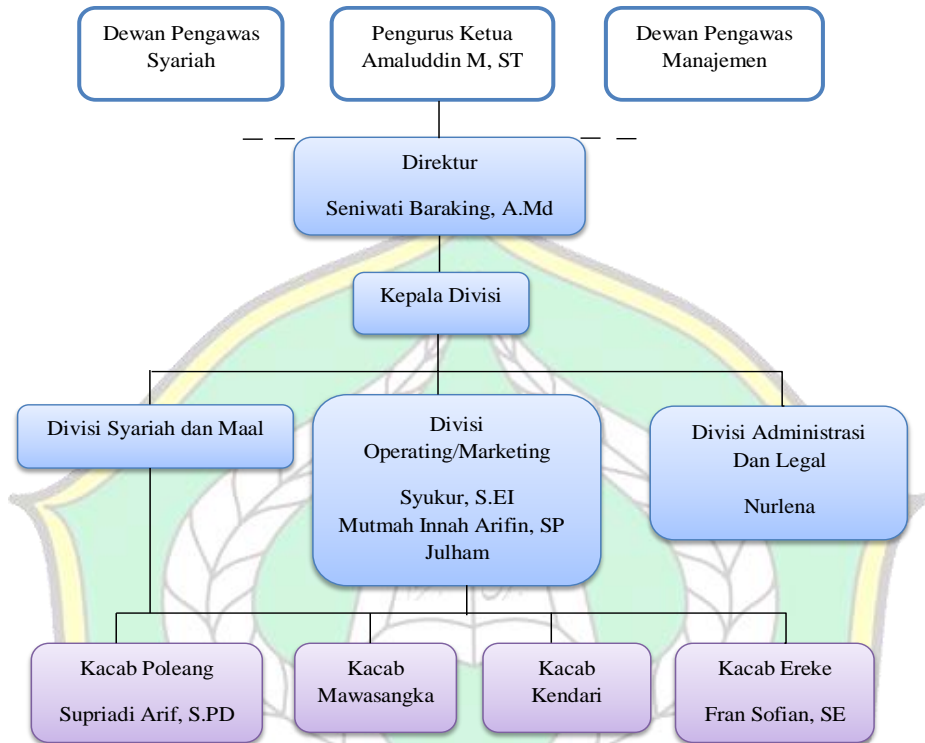 Dewan Pengawas
Syariah
Pengurus Ketua
Amaluddin M, ST
Dewan Pengawas
Manajemen
Direktur
Seniwati Baraking, A.Md
Kepala Divisi
Divisi Syariah dan Maal
Divisi
Operating/Marketing
Syukur, S.EI
Mutmah Innah Arifin, SP
Julham
Divisi Administrasi
Dan Legal
Nurlena
Kacab Poleang
Supriadi Arif, S.PD
Kacab
Mawasangka
Kacab
Kendari
Kacab Ereke
Fran Sofian, SE